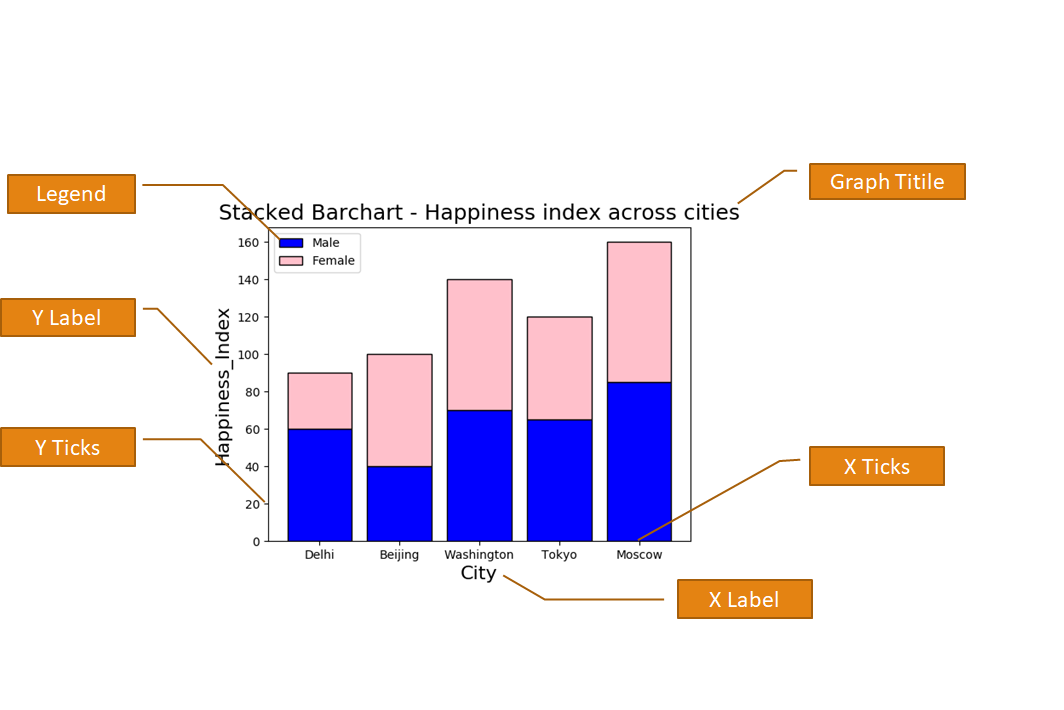 Graph Titile
Legend
Stacked Barchart - Happiness index across cities
Male
Female
160
140
120
100
80
60
40
20
0
Y Label
Happiness_Index
Y Ticks
X Ticks
Delhi Beijing Washington Tokyo Moscow
City
X Label